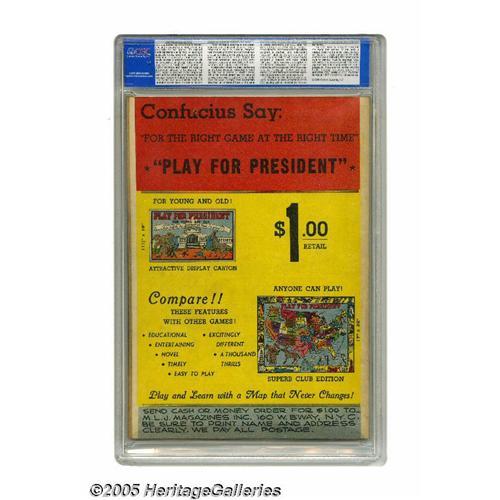 CGC
Confucius Say:
"FOR THE RIGHT GAME AT THE RIGHT TIME"
* "PLAY FOR PRESIDENT" *
FOR YOUNG AND OLD!
PLAY FOR PRESIDENT
ATTRACTIVE DISPLAY CARTON
$1.00
RETAIL
ANYONE CAN PLAY!
PLAY FOR PRESIDENT
SUPERB CLUB EDITION
Compare!!
THESE FEATURES
WITH OTHER GAMES!
• EDUCATIONAL
• ENTERTAINING
• NOVEL
• TIMELY
• EASY TO PLAY
• EXCITINGLY
DIFFERENT
• A THOUSAND
THRILLS
Play and Learn with a Map that Never Changes!
SEND CASH OR MONEY ORDER FOR $1.00 TO
M.L.J. MAGAZINES INC. 160 W. BWAY, N.Y.C.
BE SURE TO PRINT NAME AND ADDRESS
CLEARLY. WE PAY ALL POSTAGE.
©2005 HeritageGalleries